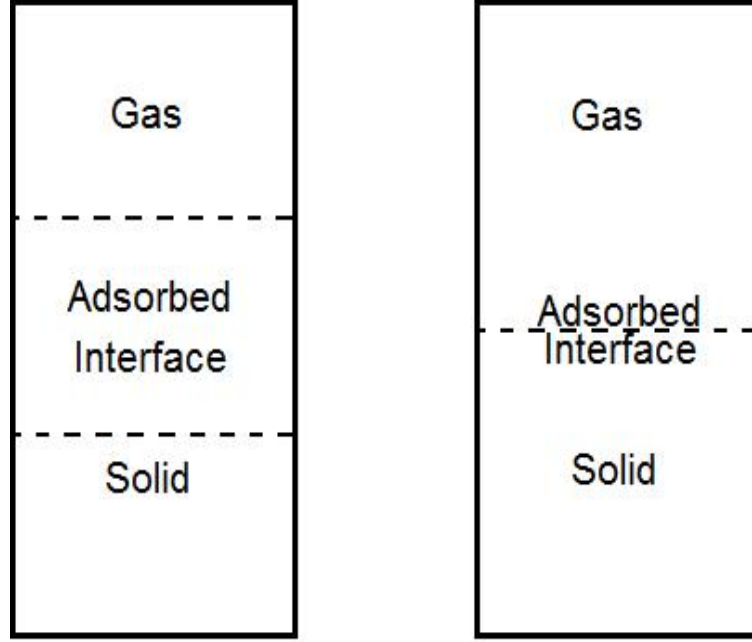 Gas
Adsorbed
Interface
Solid
Gas
Adsorbed
Interface
Solid